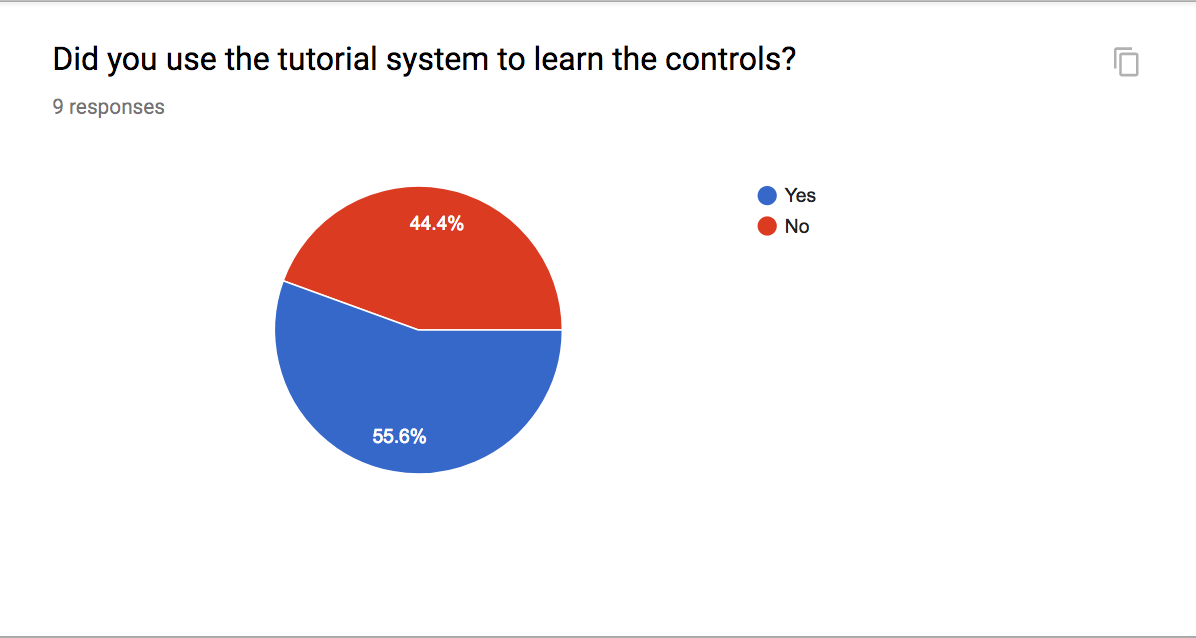 Did you use the tutorial system to learn the controls?
9 responses
44.4%
55.6%
Yes
No